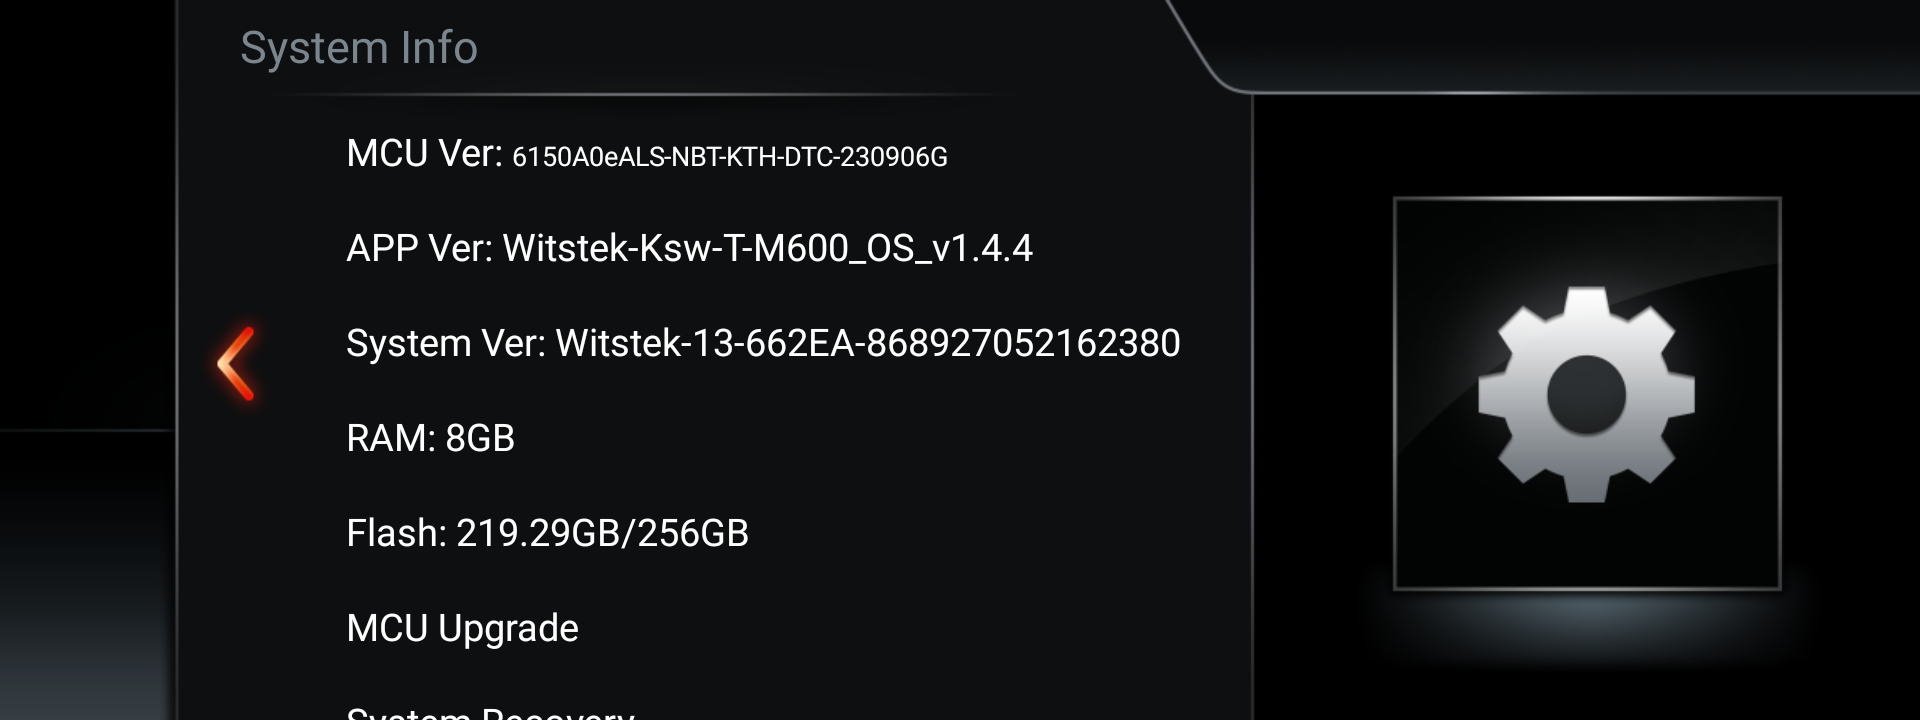 System Info
MCU Ver: 6150A0eALS-NBT-KTH-DTC-230906G
APP Ver: Witstek-Ksw-T-M600_OS_v1.4.4
System Ver: Witstek-13-662EA-868927052162380
RAM: 8GB
Flash: 219.29GB/256GB
MCU Upgrade
System Recovery